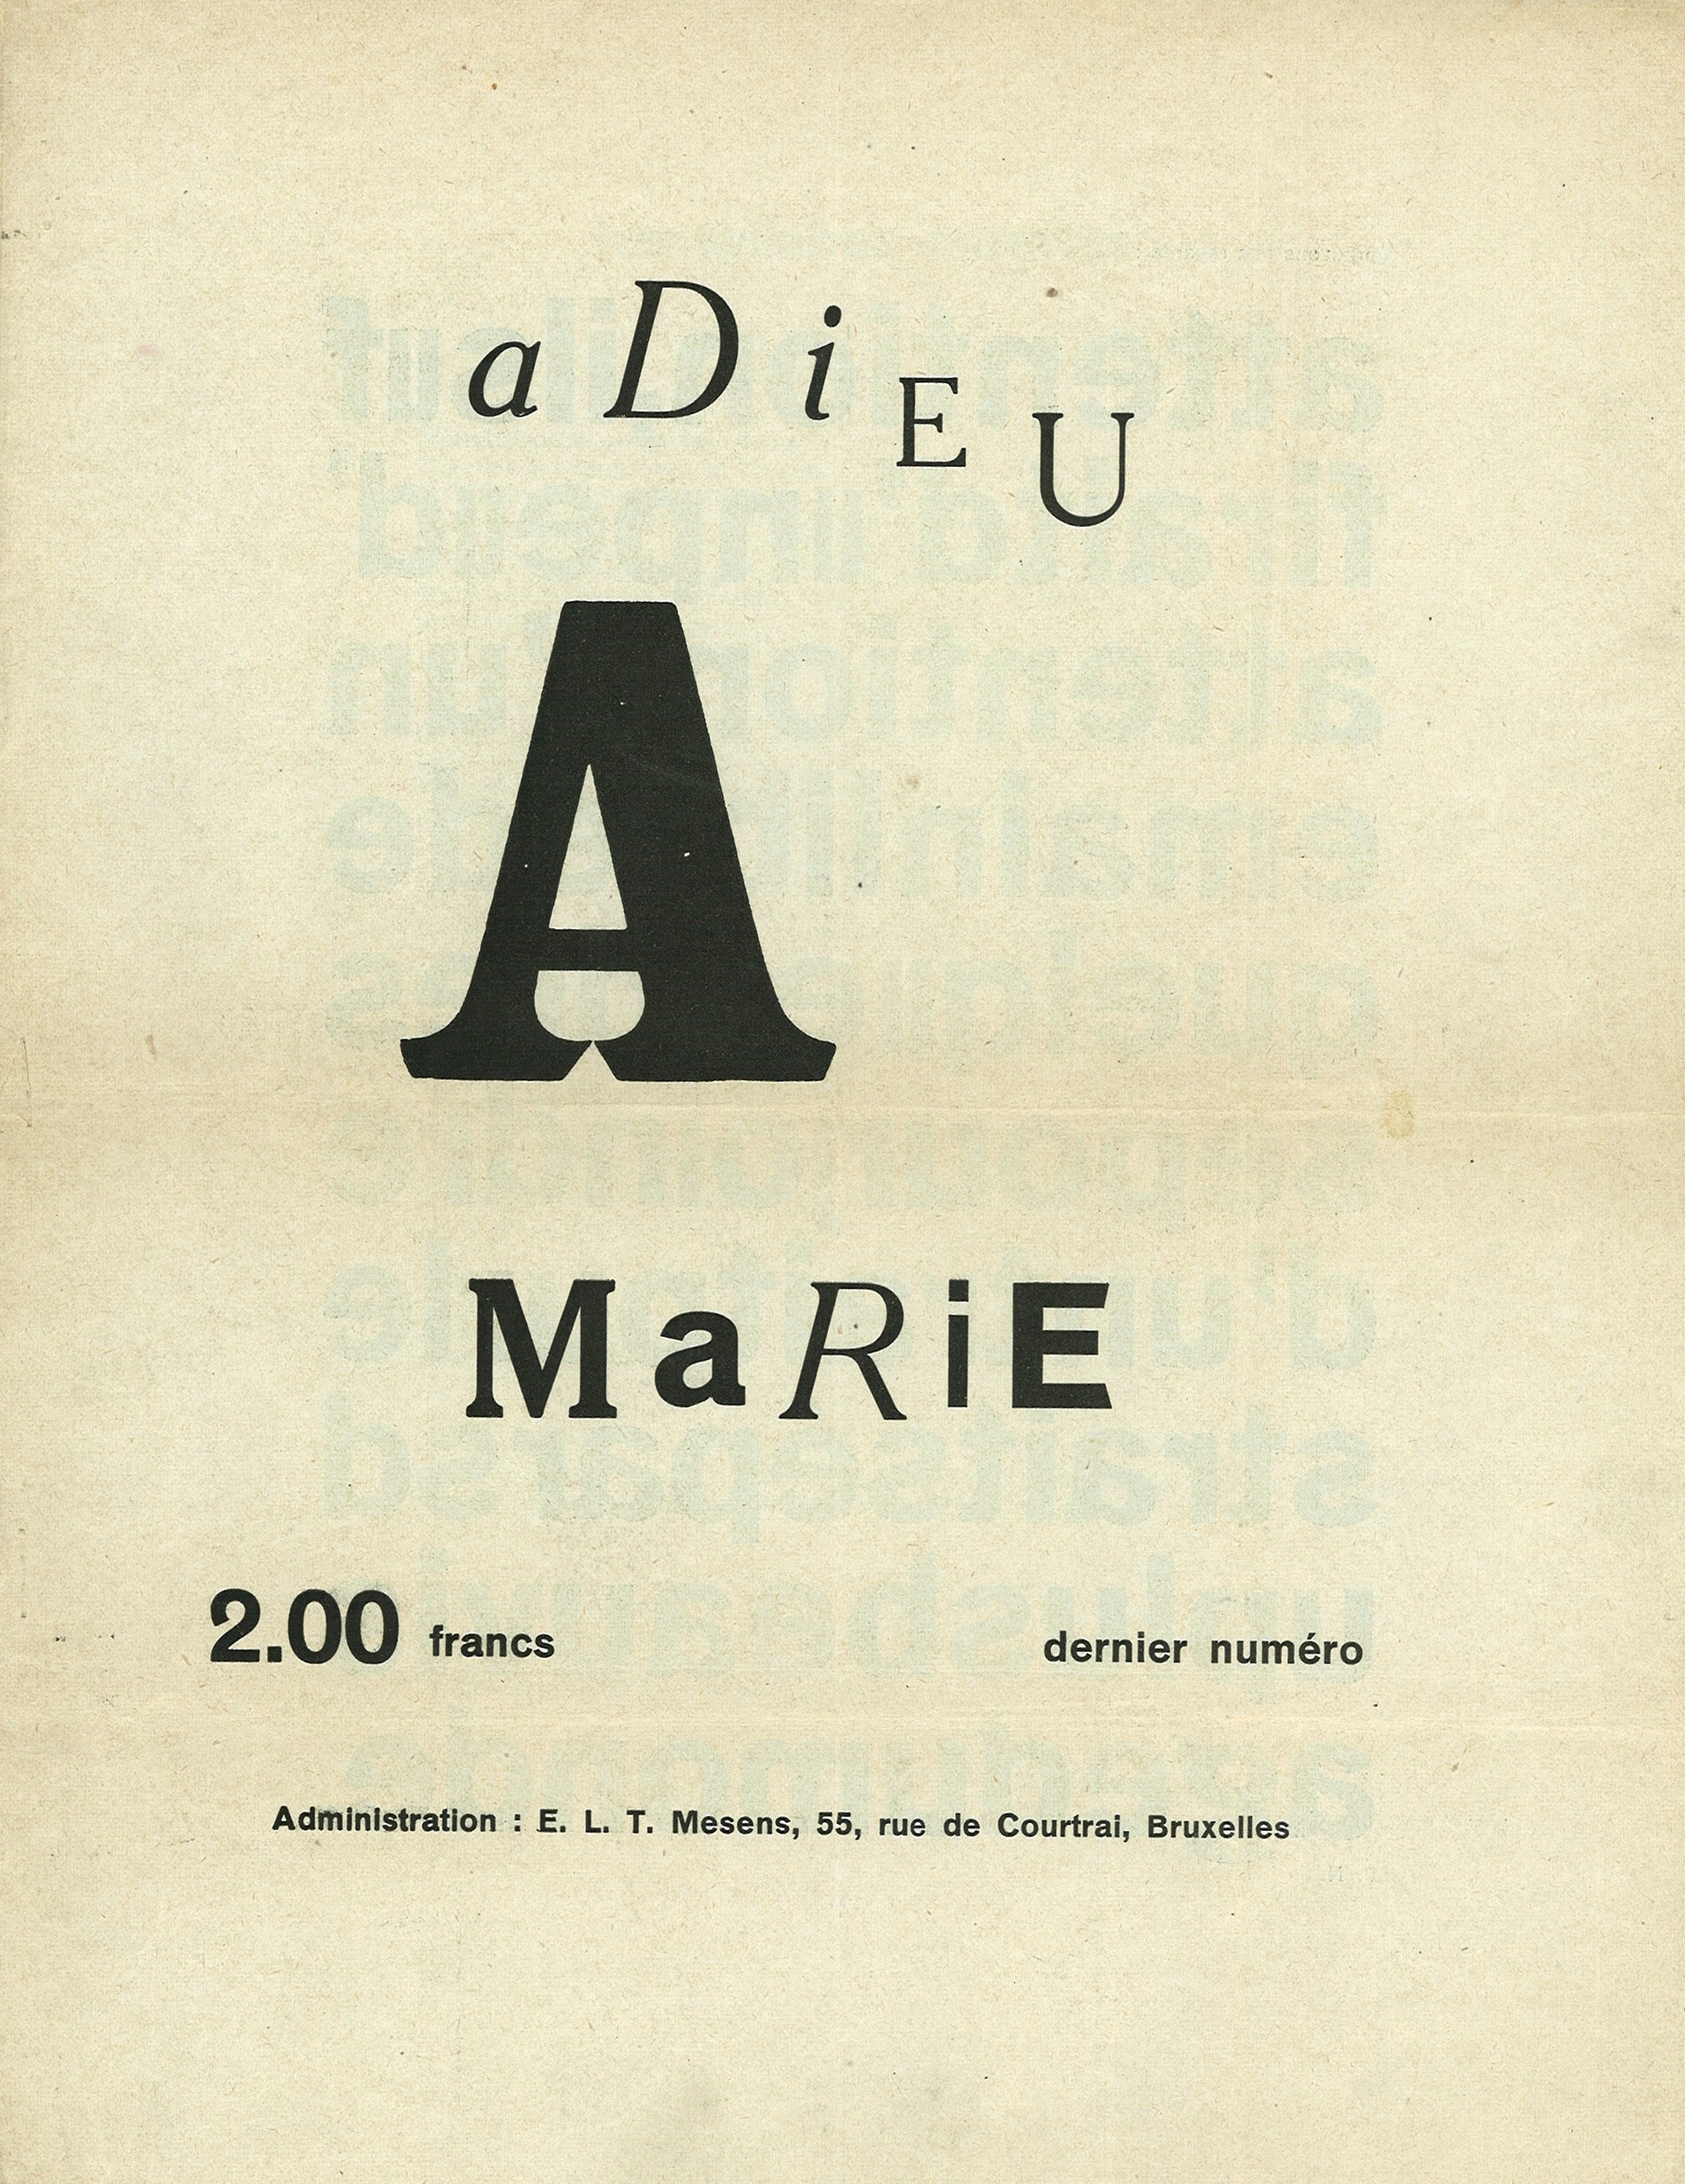 aDiEU
A
MaRiE
2.00 francs dernier numéro
Administration : E. L. T. Mesens, 55, rue de Courtrai, Bruxelles